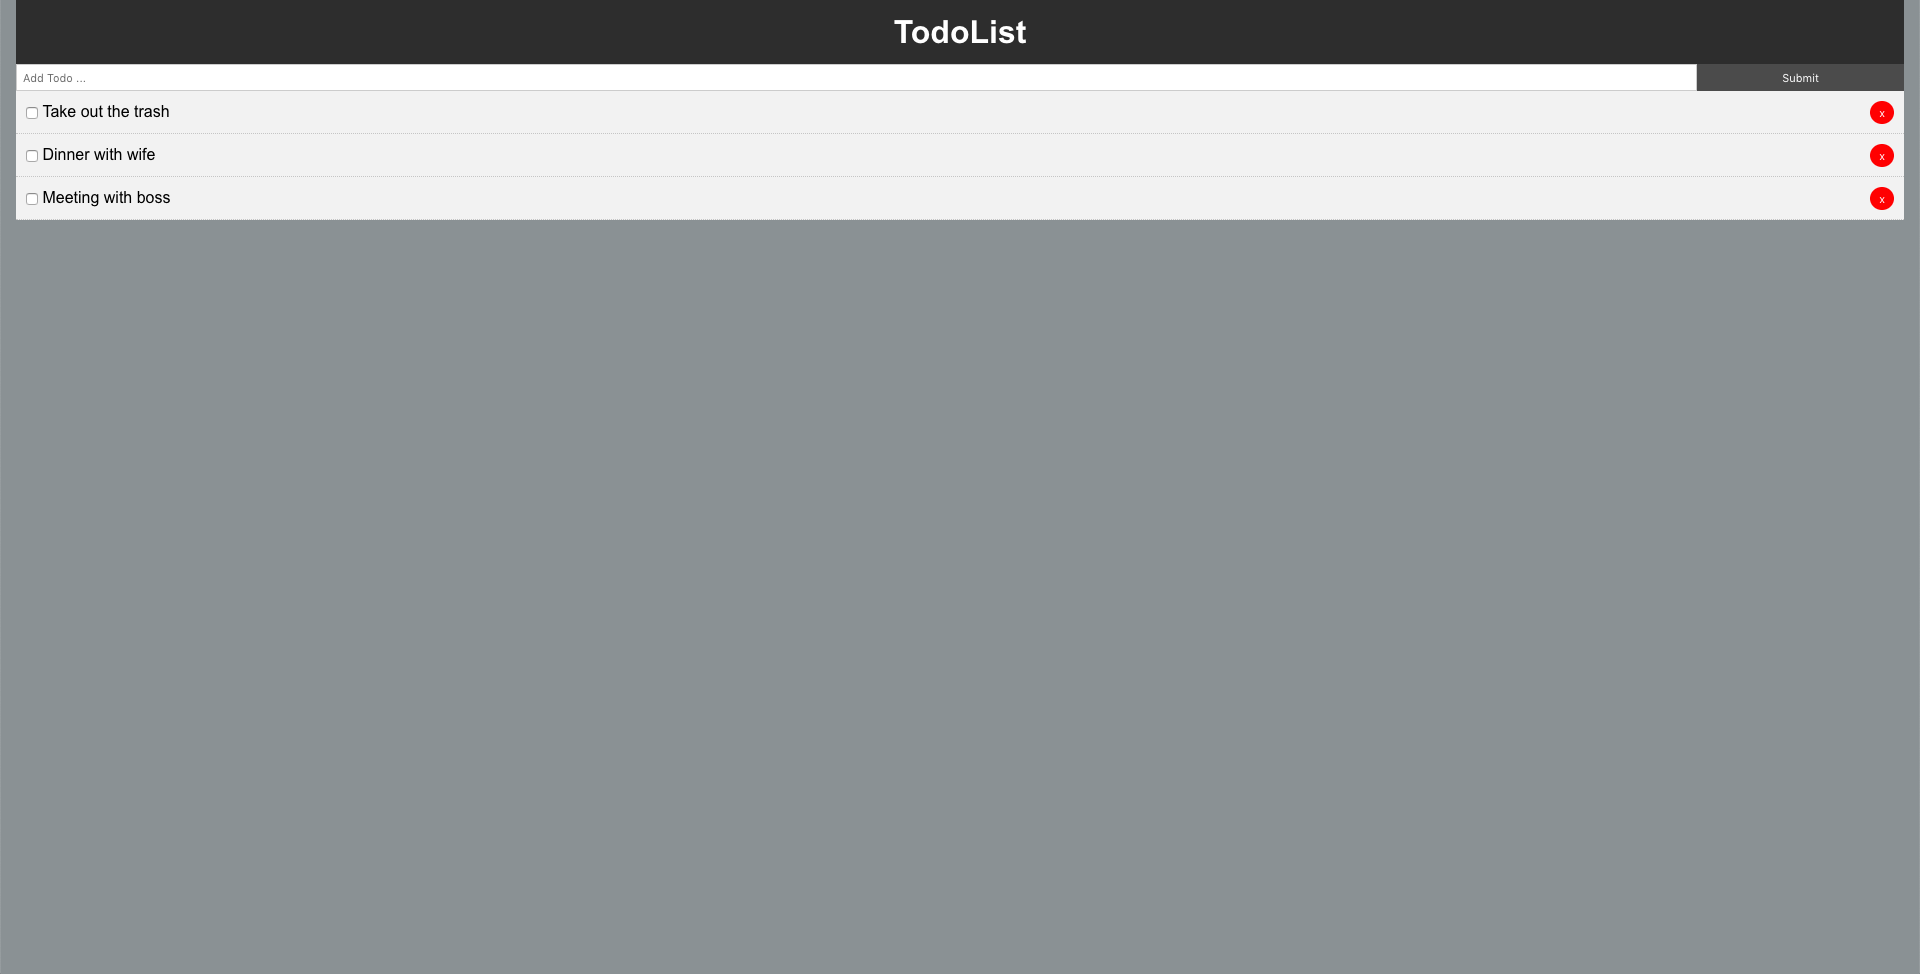 TodoList
Add Todo ...
Submit
Take out the trash
x
Dinner with wife
x
Meeting with boss
x